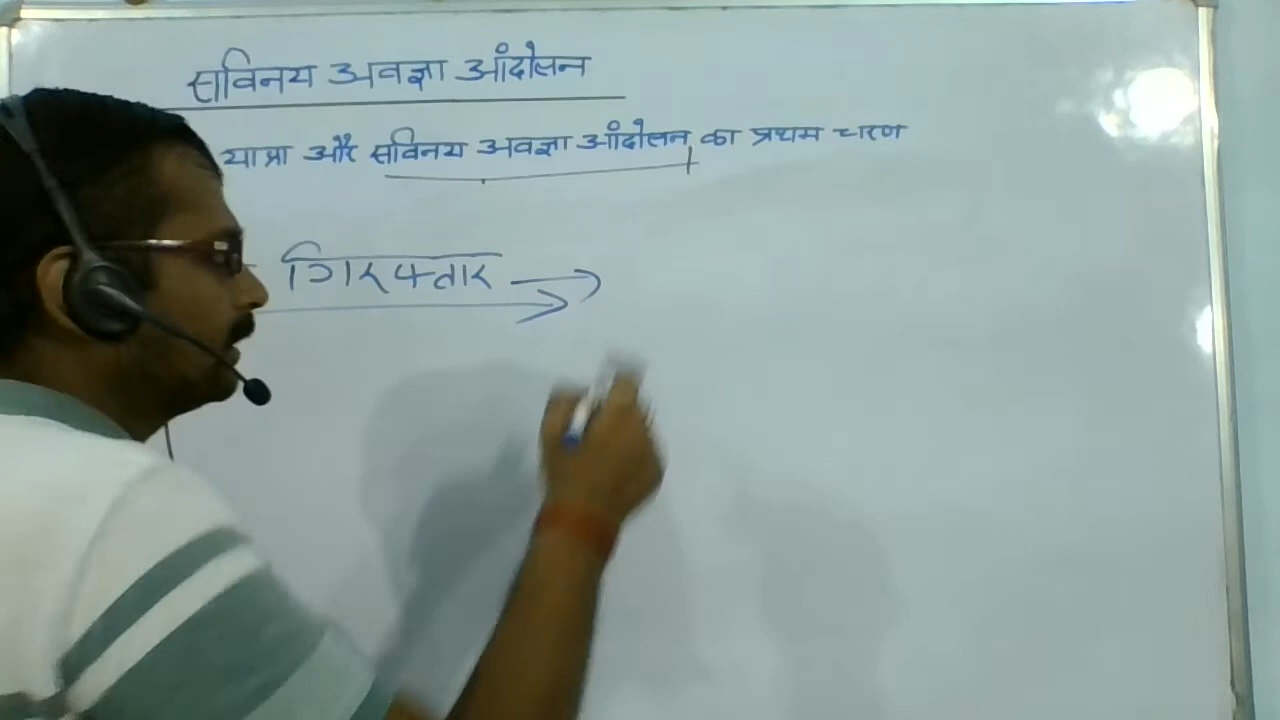 सविनय अवज्ञा आंदोलन
यात्रा और सविनय अवज्ञा आंदोलन का प्रथम चरण
गिरफ्तार